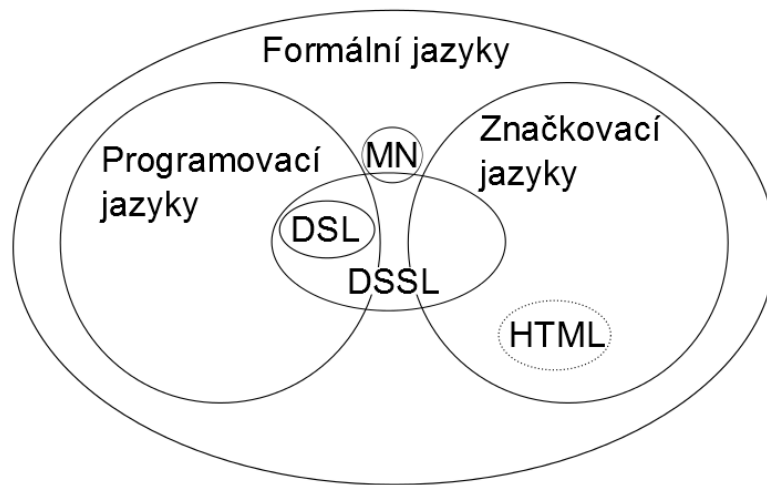 Formální jazyky
Programovací
jazyky
MN
Značkovací
jazyky
DSL
DSSL
HTML